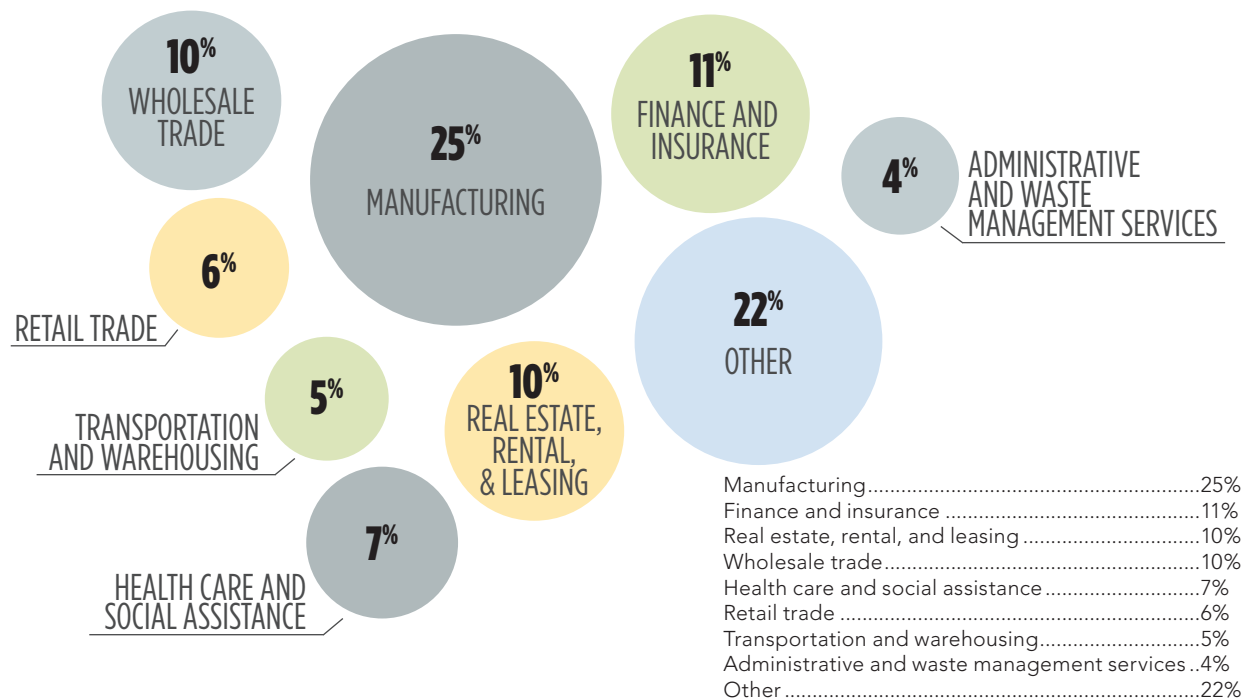 10%
WHOLESALE
TRADE
25%
MANUFACTURING
11%
FINANCE AND
INSURANCE
4%
ADMINISTRATIVE
AND WASTE
MANAGEMENT SERVICES
6%
RETAIL TRADE
22%
OTHER
5%
TRANSPORTATION
AND WAREHOUSING
10%
REAL ESTATE,
RENTAL,
& LEASING
7%
HEALTH CARE AND
SOCIAL ASSISTANCE
Manufacturing..........................................................25%
Finance and insurance .............................................11%
Real estate, rental, and leasing ...............................10%
Wholesale trade.......................................................10%
Health care and social assistance...........................7%
Retail trade ...............................................................6%
Transportation and warehousing............................5%
Administrative and waste management services ..4%
Other .........................................................................22%